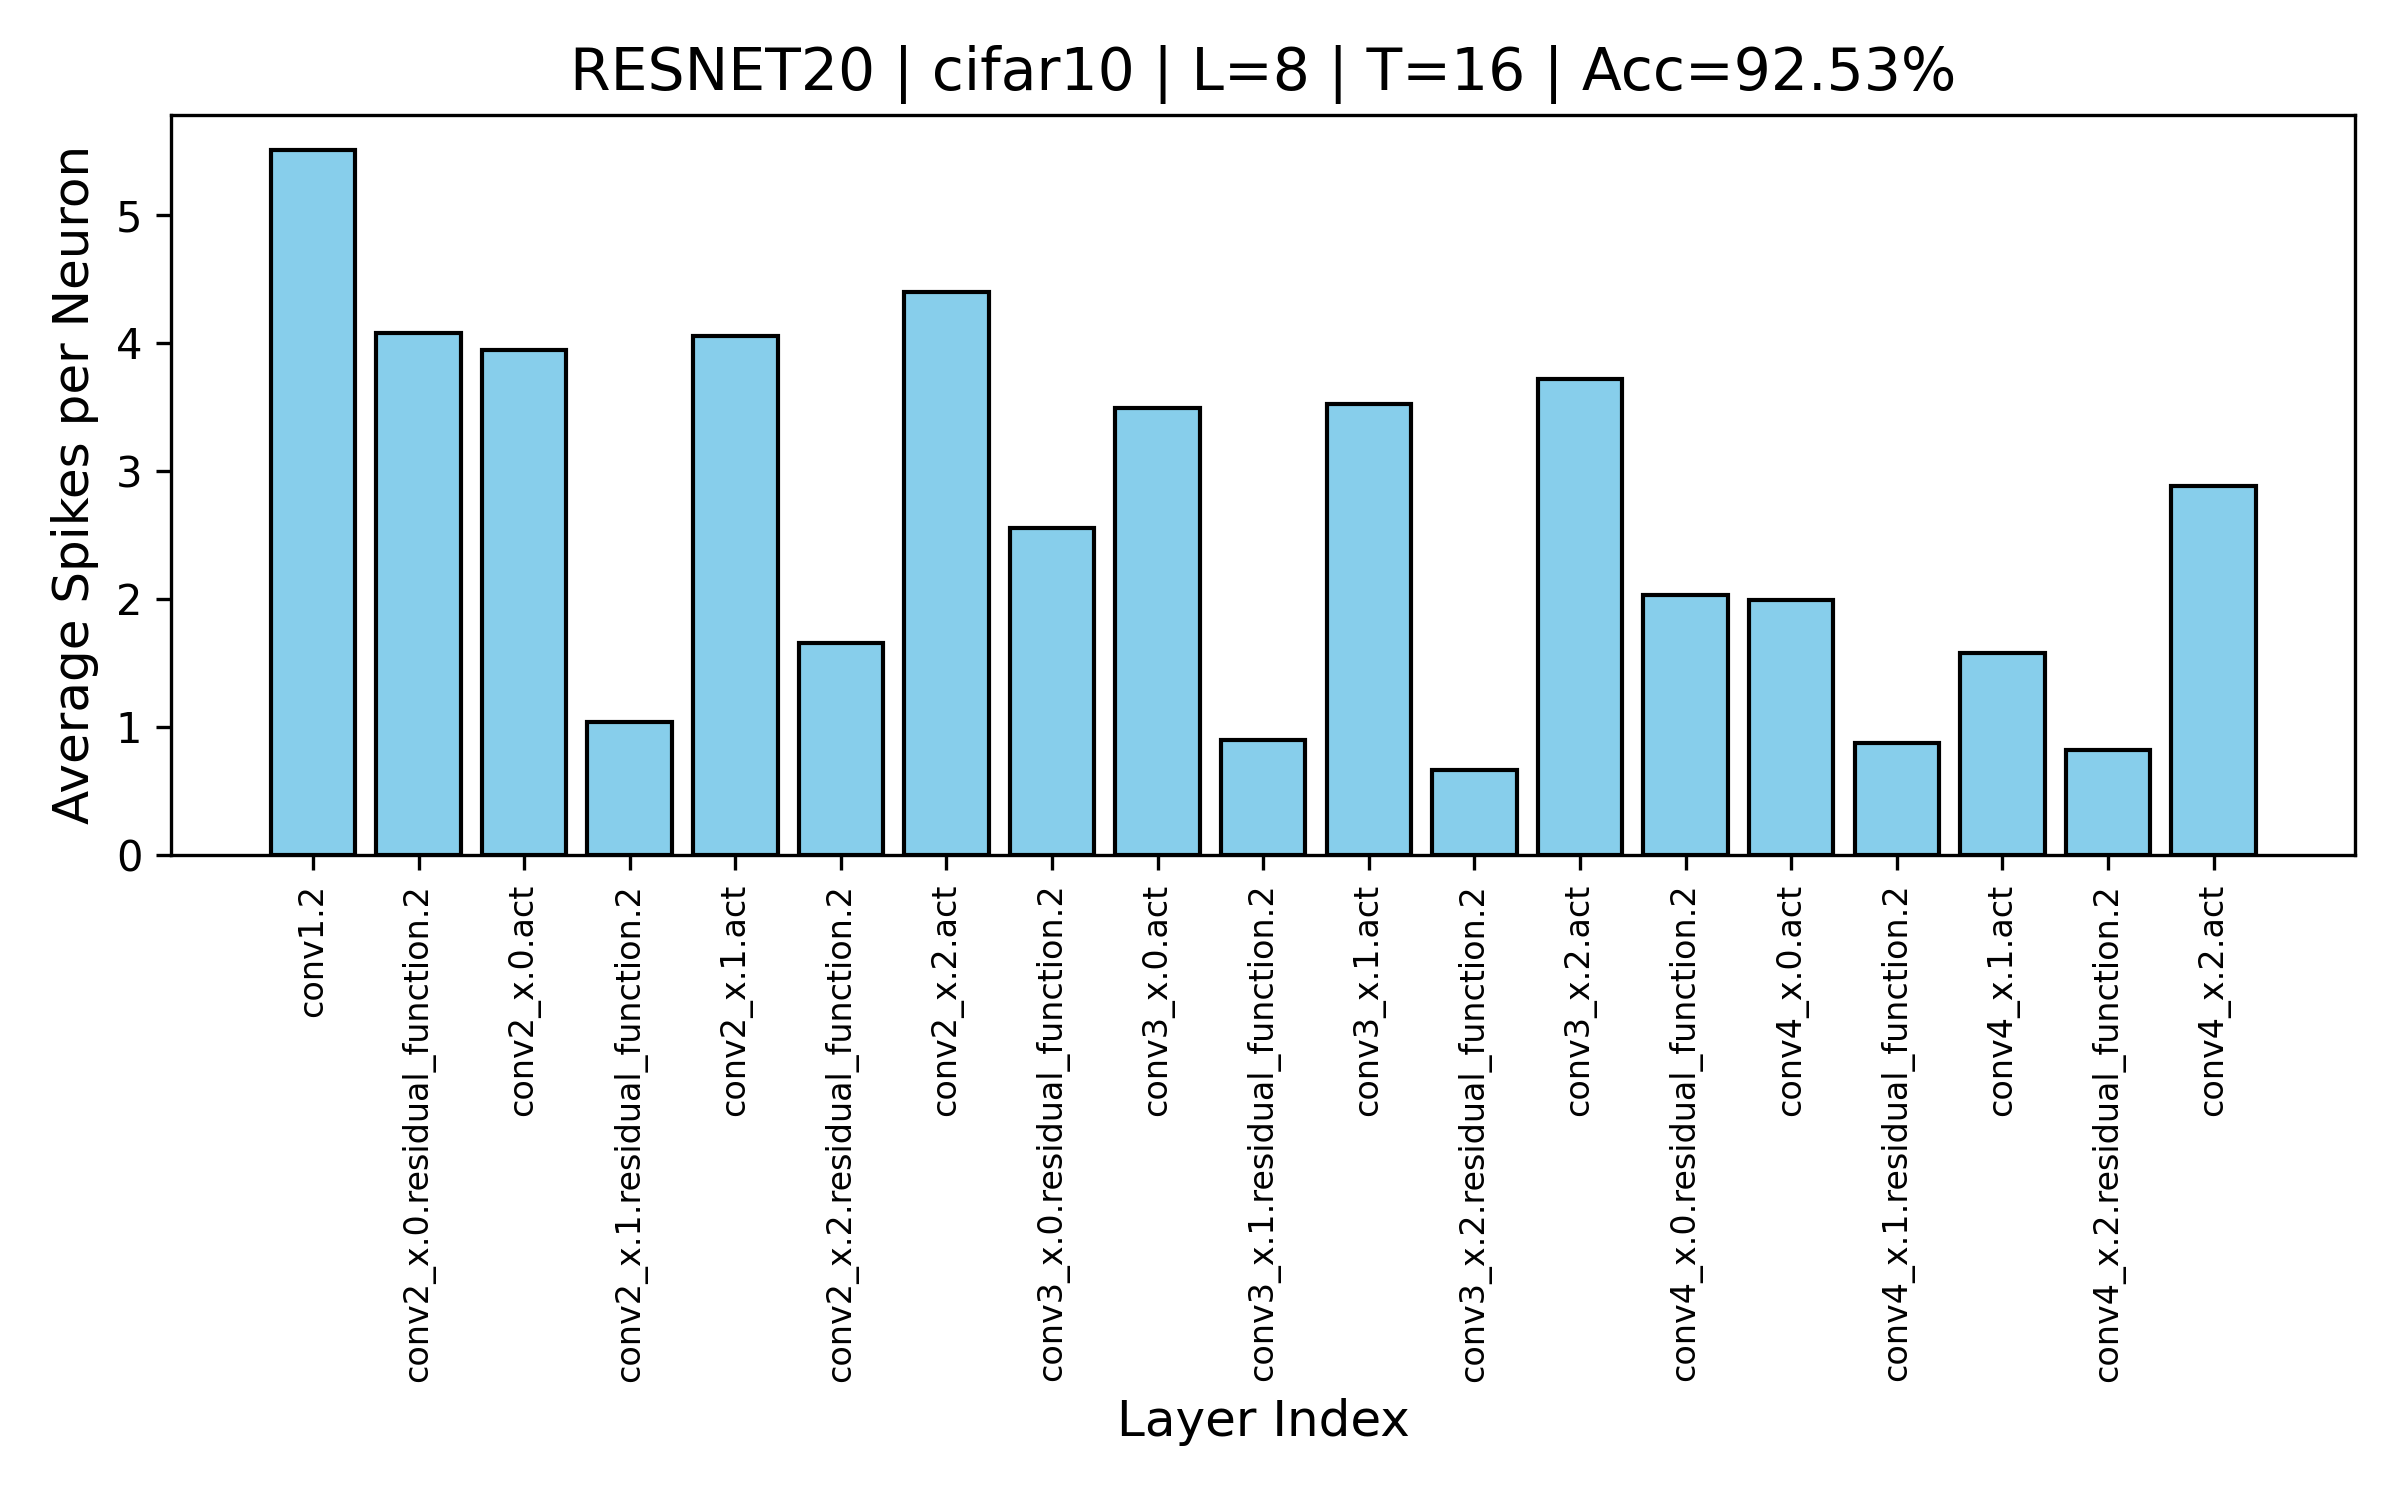 RESNET20 | cifar10 | L=8 | T=16 | Acc=92.53%
Average Spikes per Neuron
5
4
3
2
1
0
conv1.2
conv2_x.0.residual_function.2
conv2_x.0.act
conv2_x.1.residual_function.2
conv2_x.1.act
conv2_x.2.residual_function.2
conv2_x.2.act
conv3_x.0.residual_function.2
conv3_x.0.act
conv3_x.1.residual_function.2
conv3_x.1.act
conv3_x.2.residual_function.2
conv3_x.2.act
conv4_x.0.residual_function.2
conv4_x.0.act
conv4_x.1.residual_function.2
conv4_x.1.act
conv4_x.2.residual_function.2
conv4_x.2.act
Layer Index